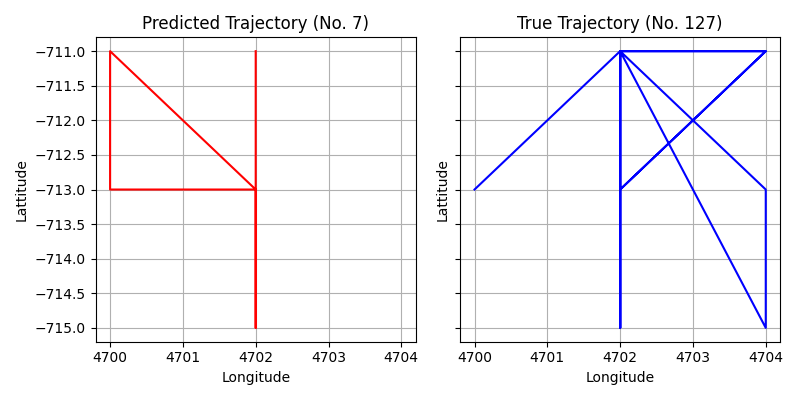 Predicted Trajectory (No. 7)
True Trajectory (No. 127)
Lattitude
−711.0
−711.5
−712.0
−712.5
−713.0
−713.5
−714.0
−714.5
−715.0
4700 4701 4702 4703 4704
Longitude
Lattitude
4700 4701 4702 4703 4704
Longitude